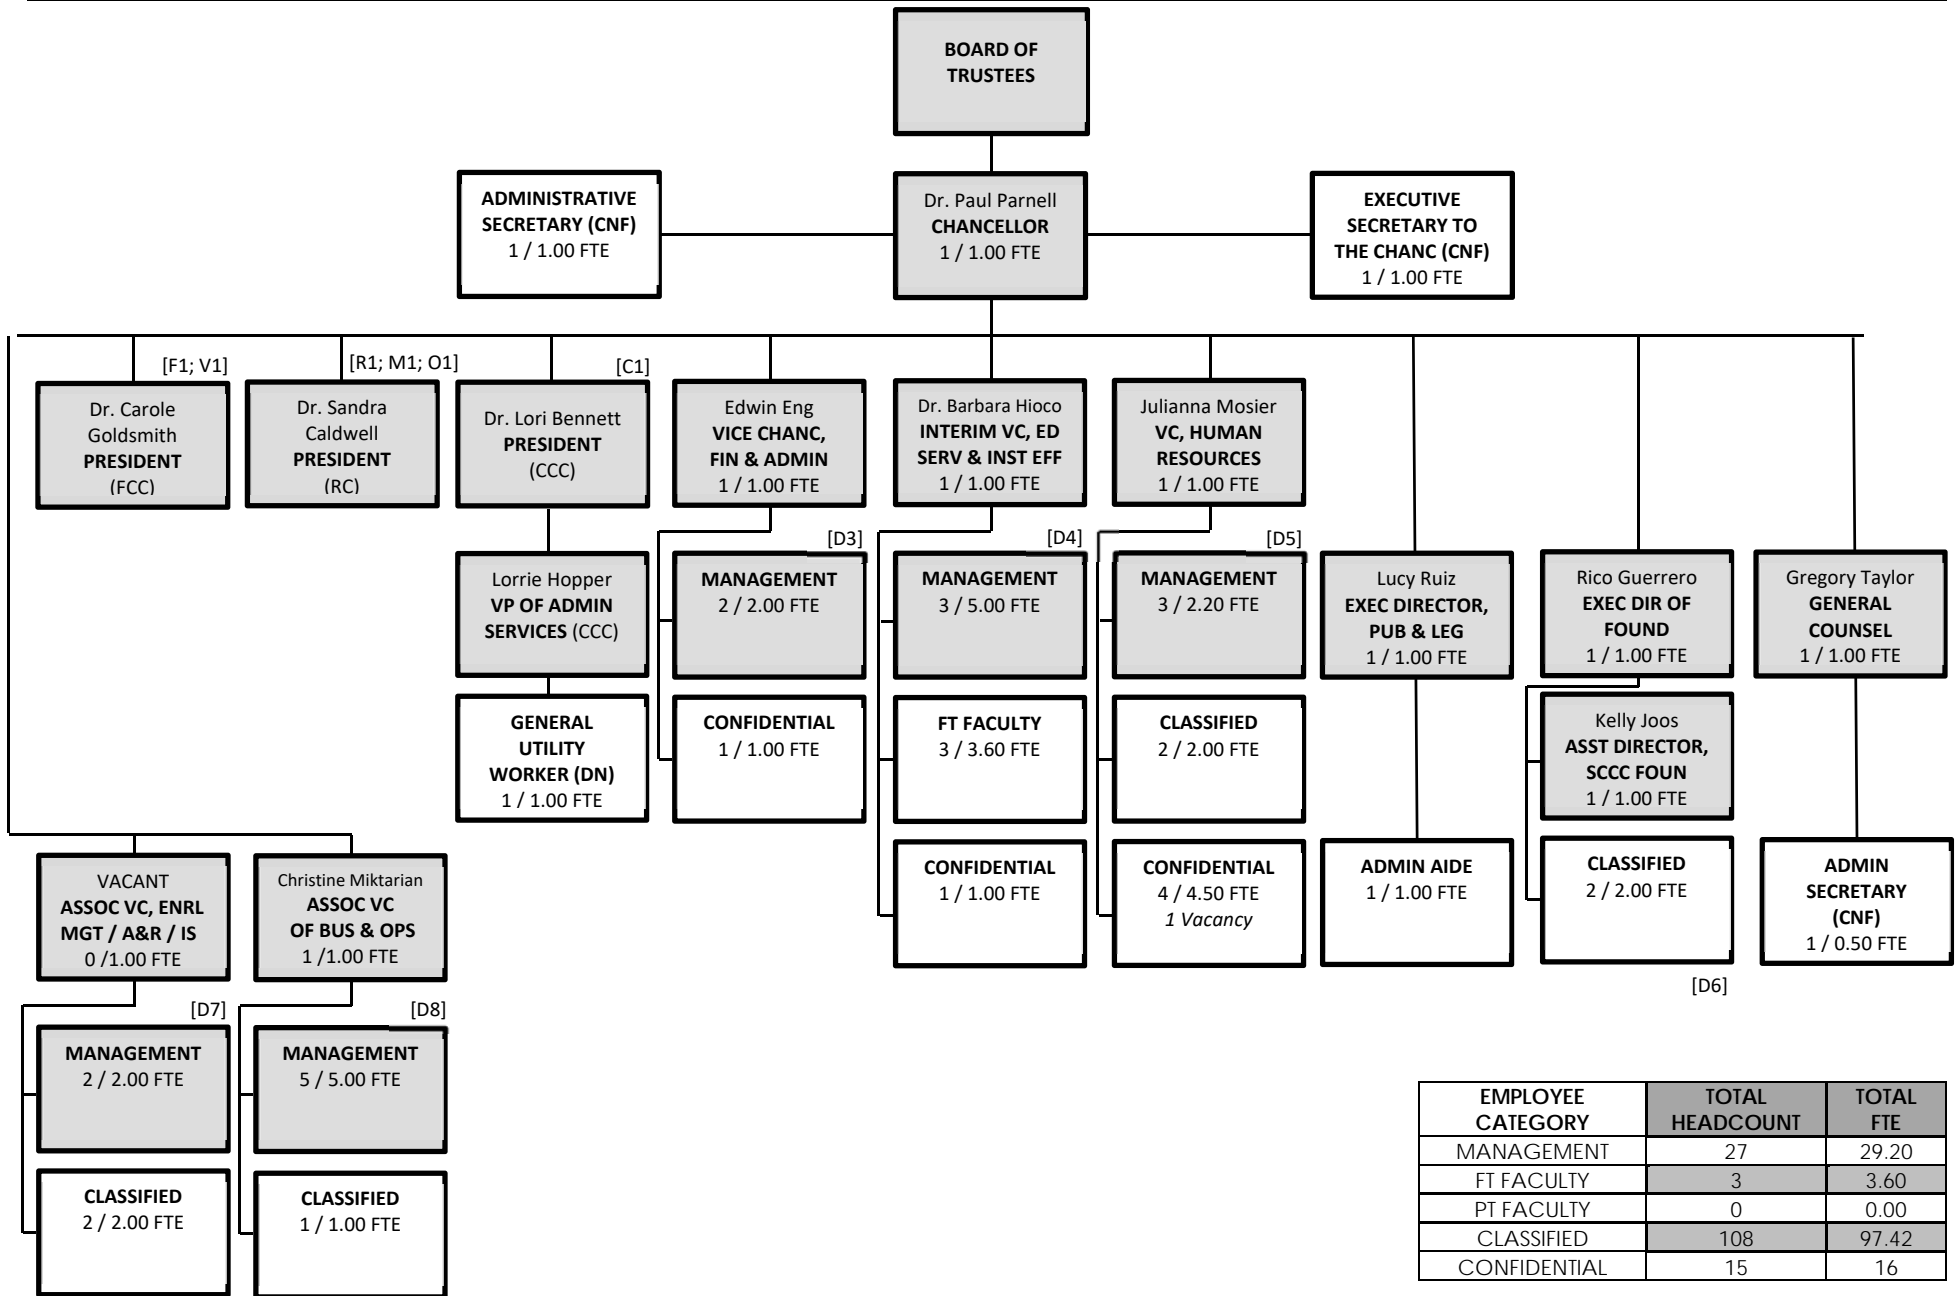 BOARD OF
TRUSTEES
ADMINISTRATIVE
SECRETARY (CNF)
1 / 1.00 FTE
Dr. Paul Parnell
CHANCELLOR
1 / 1.00 FTE
EXECUTIVE
SECRETARY TO
THE CHANC (CNF)
1 / 1.00 FTE
[F1; V1]
Dr. Carole
Goldsmith
PRESIDENT
(FCC)
[R1; M1; O1]
Dr. Sandra
Caldwell
PRESIDENT
(RC)
[C1]
Dr. Lori Bennett
PRESIDENT
(CCC)
Edwin Eng
VICE CHANC,
FIN & ADMIN
1 / 1.00 FTE
Dr. Barbara Hioco
INTERIM VC, ED
SERV & INST EFF
1 / 1.00 FTE
Julianna Mosier
VC, HUMAN
RESOURCES
1 / 1.00 FTE
Lorrie Hopper
VP OF ADMIN
SERVICES (CCC)
[D3]
MANAGEMENT
2 / 2.00 FTE
[D4]
MANAGEMENT
3 / 5.00 FTE
[D5]
MANAGEMENT
3 / 2.20 FTE
Lucy Ruiz
EXEC DIRECTOR,
PUB & LEG
1 / 1.00 FTE
Rico Guerrero
EXEC DIR OF
FOUND
1 / 1.00 FTE
Gregory Taylor
GENERAL
COUNSEL
1 / 1.00 FTE
GENERAL
UTILITY
WORKER (DN)
1 / 1.00 FTE
CONFIDENTIAL
1 / 1.00 FTE
FT FACULTY
3 / 3.60 FTE
CLASSIFIED
2 / 2.00 FTE
Kelly Joos
ASST DIRECTOR,
SCCC FOUN
1 / 1.00 FTE
VACANT
ASSOC VC, ENRL
MGT / A&R / IS
0 /1.00 FTE
Christine Miktarian
ASSOC VC
OF BUS & OPS
1 /1.00 FTE
CONFIDENTIAL
1 / 1.00 FTE
CONFIDENTIAL
4 / 4.50 FTE
1 Vacancy
ADMIN AIDE
1 / 1.00 FTE
CLASSIFIED
2 / 2.00 FTE
ADMIN
SECRETARY
(CNF)
1 / 0.50 FTE
[D6]
[D7]
MANAGEMENT
2 / 2.00 FTE
[D8]
MANAGEMENT
5 / 5.00 FTE
CLASSIFIED
2 / 2.00 FTE
CLASSIFIED
1 / 1.00 FTE
EMPLOYEE CATEGORY TOTAL HEADCOUNT TOTAL FTE
MANAGEMENT 27 29.20
FT FACULTY 3 3.60
PT FACULTY 0 0.00
CLASSIFIED 108 97.42
CONFIDENTIAL 15 16